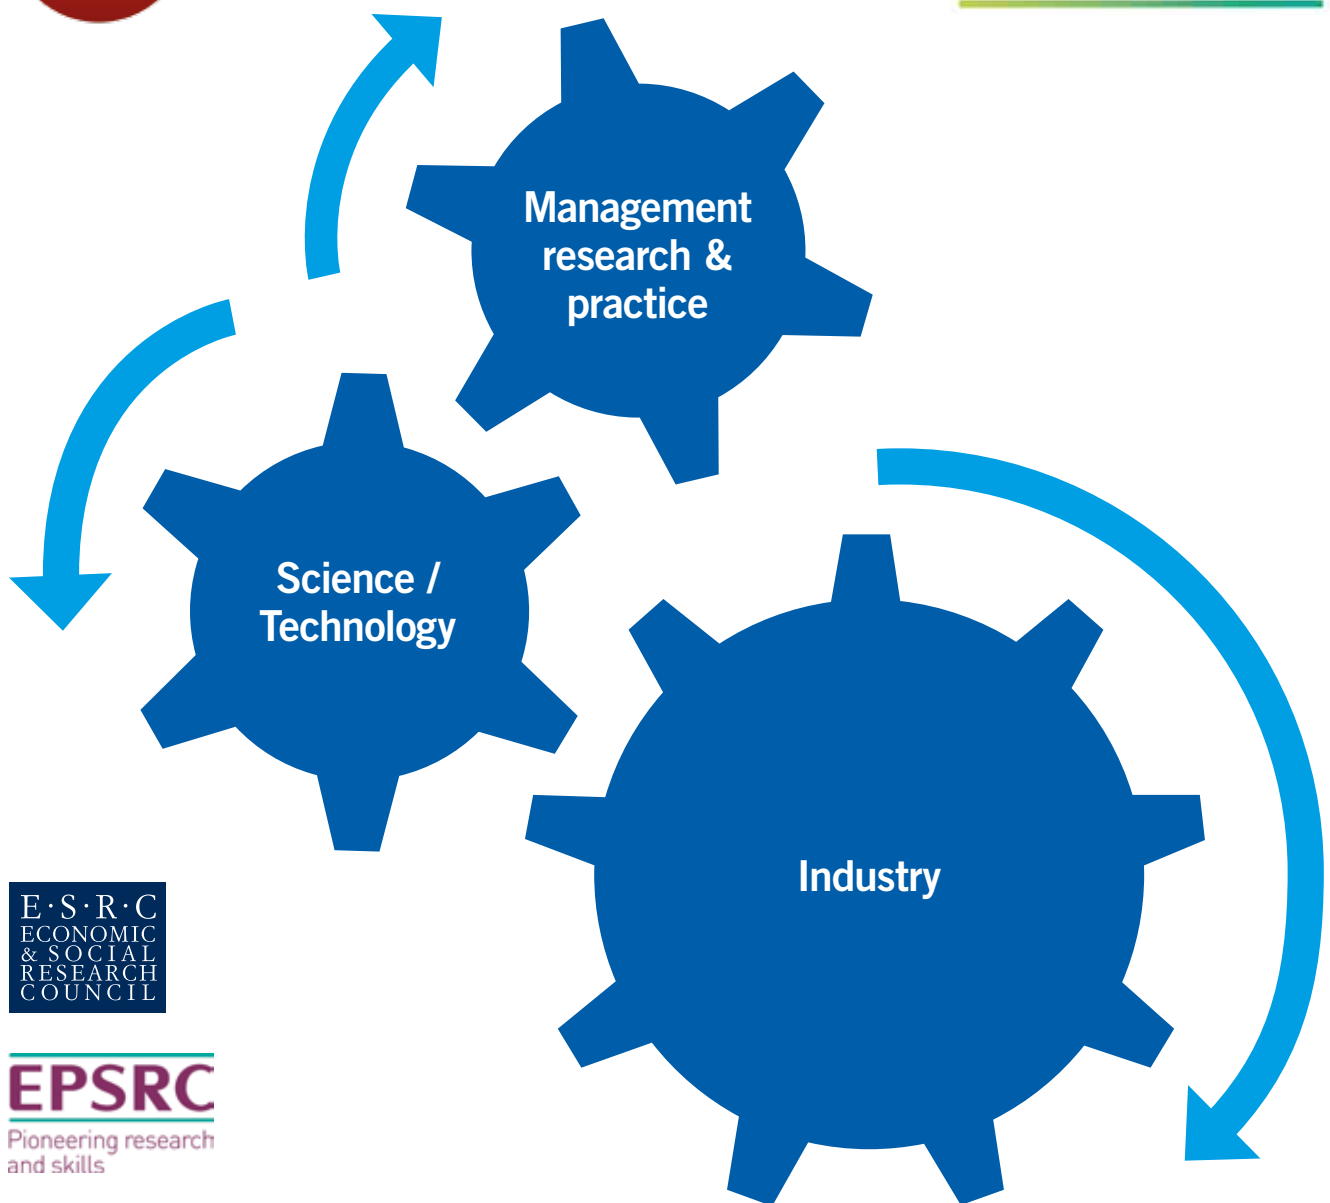 Management
research &
practice
Science /
Technology
Industry
E·S·R·C
ECONOMIC
& SOCIAL
RESEARCH
COUNCIL
EPSRC
Pioneering research
and skills